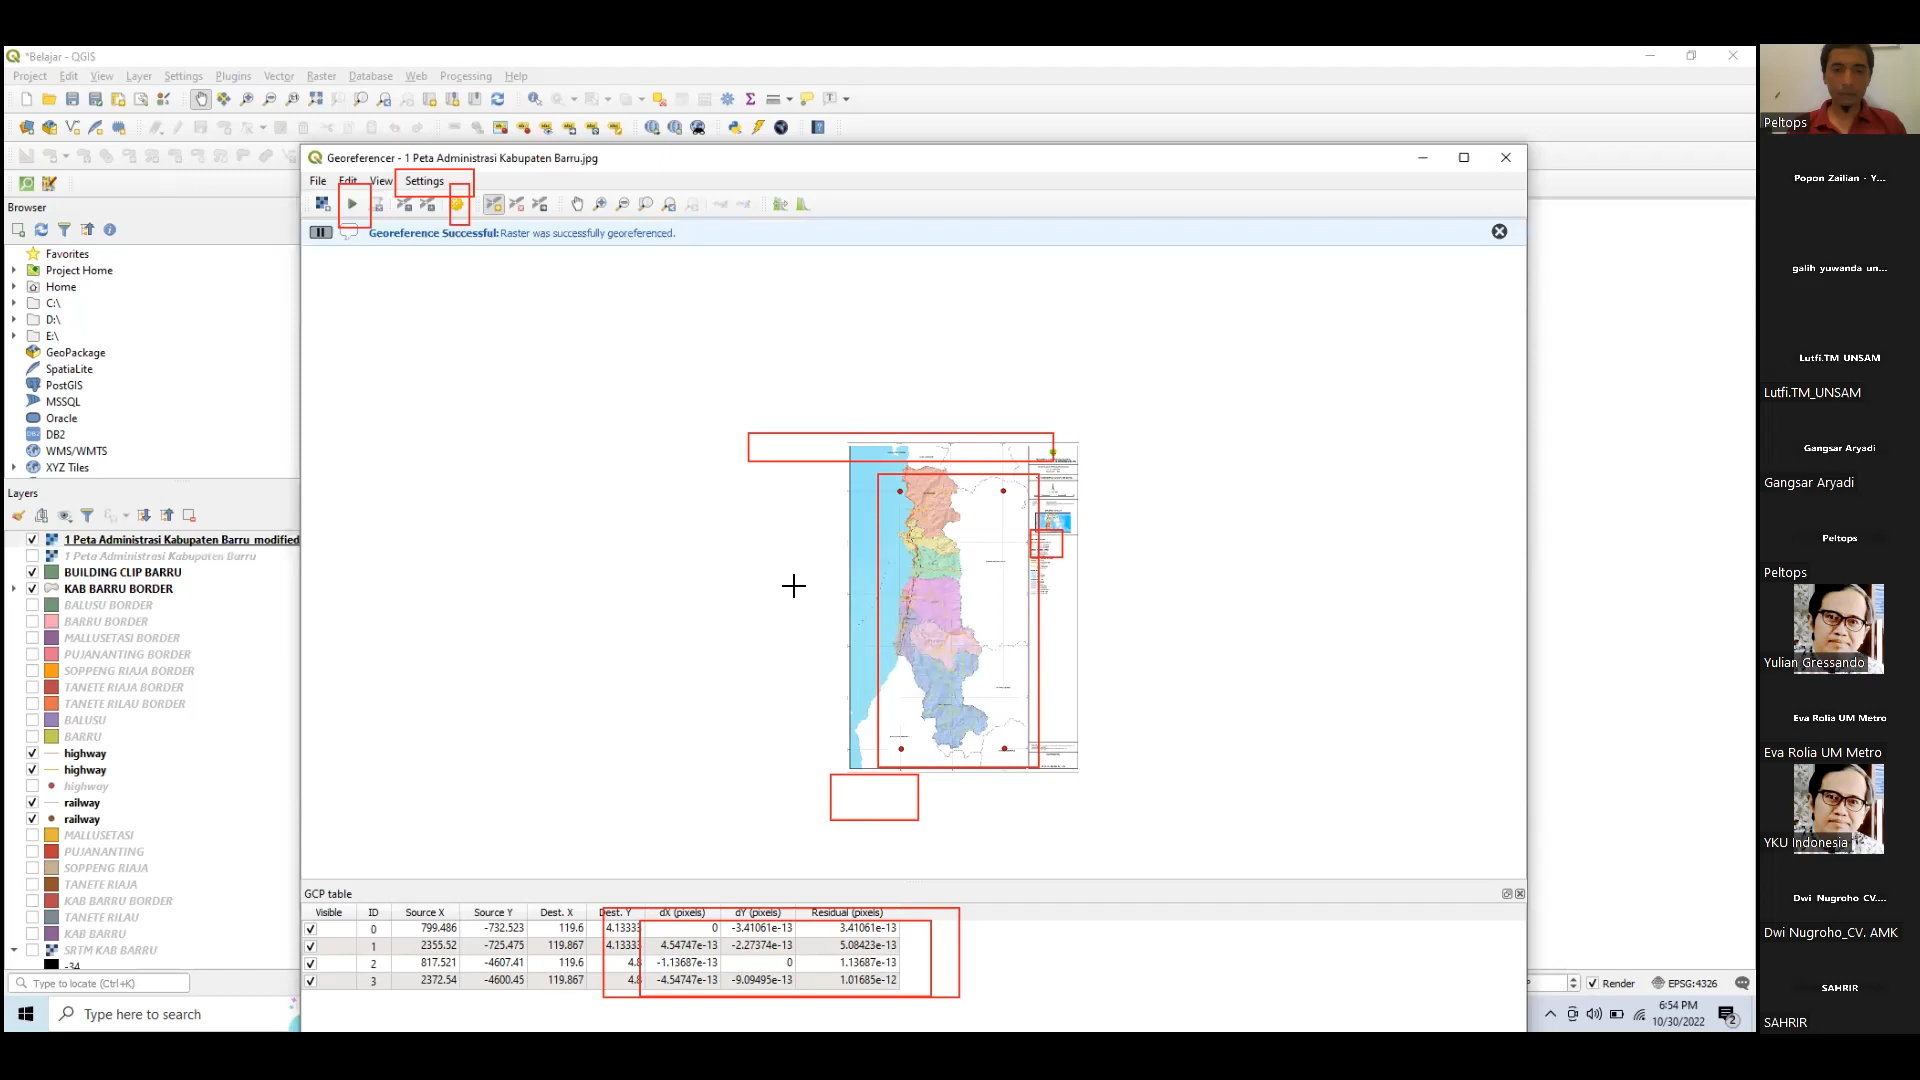 *Belajar - QGIS
Project Edit View Layer Settings Plugins Vector Raster Database Web Processing Help
Georeferencer - 1 Peta Administrasi Kabupaten Barru.jpg
File Edit View Settings
Georeference Successful: Raster was successfully georeferenced.
Browser
Favorites
Project Home
Home
C:\
D:\
E:\
GeoPackage
SpatiaLite
PostGIS
MSSQL
Oracle
DB2
WMS/WMTS
XYZ Tiles
Layers
1 Peta Administrasi Kabupaten Barru_modified
1 Peta Administrasi Kabupaten Barru
BUILDING CLIP BARRU
KAB BARRU BORDER
BALUSU BORDER
BARRU BORDER
MALLUSETASI BORDER
PUJANANTING BORDER
SOPPENG RIAJA BORDER
TANETE RIAJA BORDER
TANETE RILAU BORDER
BALUSU
BARRU
highway
highway
highway
railway
railway
MALLUSETASI
PUJANANTING
SOPPENG RIAJA
TANETE RIAJA
KAB BARRU BORDER
TANETE RILAU
KAB BARRU
SRTM KAB BARRU
-34
Type to locate (Ctrl+K)
GCP table
Visible ID Source X Source Y Dest. X Dest. Y dX (pixels) dY (pixels) Residual (pixels)
0 799.486 -732.523 119.6 4.13333 0 -3.41061e-13 3.41061e-13
1 2355.52 -725.475 119.867 4.13333 4.54747e-13 -2.27374e-13 5.08423e-13
2 817.521 -4607.41 119.6 4.8 -1.13687e-13 0 1.13687e-13
3 2372.54 -4600.45 119.867 4.8 -4.54747e-13 -9.09495e-13 1.01685e-12
Render EPSG:4326
Type here to search
6:54 PM
10/30/2022
2
Peltops
Popon Zailian - Y...
galih yuwanda un...
Lutfi.TM UNSAM
Lutfi.TM_UNSAM
Gangsar Aryadi
Gangsar Aryadi
Peltops
Peltops
Yulian Gressando
Eva Rolia UM Metro
Eva Rolia UM Metro
YKU Indonesia
Dwi Nugroho CV...
Dwi Nugroho_CV. AMK
SAHRIR
SAHRIR